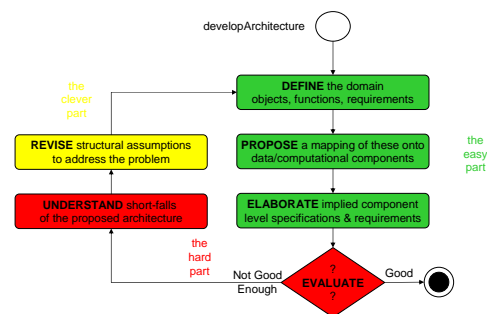 developArchitecture
the
clever
part
DEFINE the domain
objects, functions, requirements
REVISE structural assumptions
to address the problem
PROPOSE a mapping of these onto
data/computational components
the
easy
part
UNDERSTAND short-falls
of the proposed architecture
ELABORATE implied component
level specifications & requirements
the
hard
part
Not Good
Enough
?
EVALUATE
?
Good